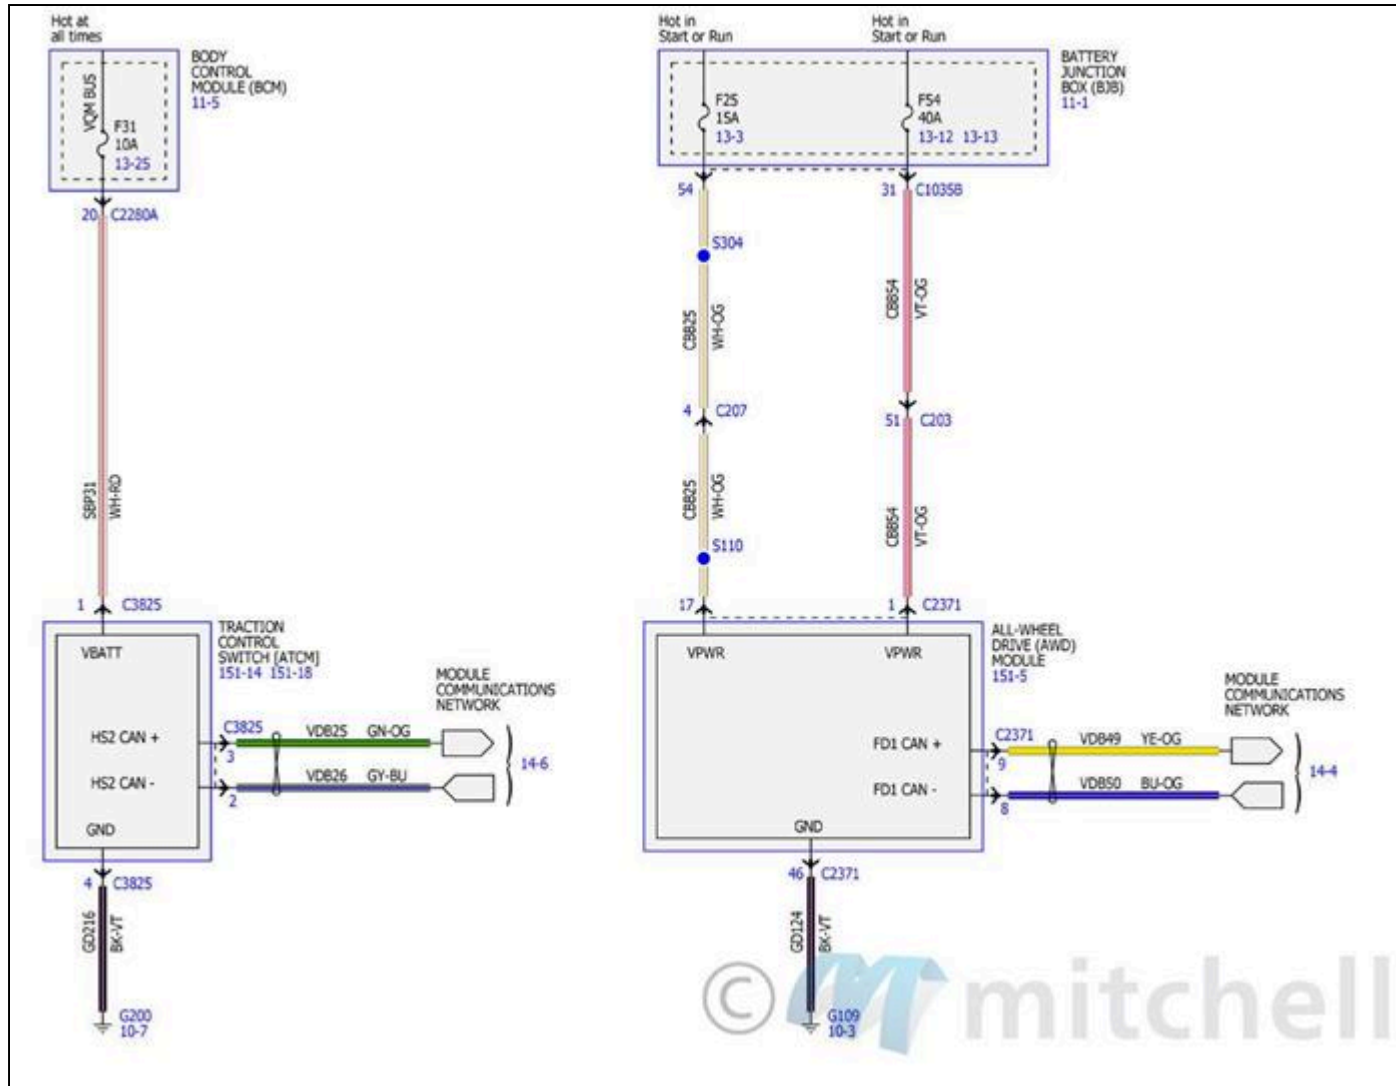 Hot at
all times
BODY
CONTROL
MODULE (BCM)
11-5
VQM BUS
F31
10A
13-25
20 C2280A
SBP31
WH-RD
1 C3825
TRACTION
CONTROL
SWITCH [ATCM]
151-14 151-18
VBATT
HS2 CAN +
HS2 CAN -
GND
C3825
3
2
VDB25 GN-OG
VDB26 GY-BU
MODULE
COMMUNICATIONS
NETWORK
14-6
4 C3825
GD216
BK-VT
G200
10-7
Hot in
Start or Run
Hot in
Start or Run
BATTERY
JUNCTION
BOX (BJB)
11-1
F25
15A
13-3
F54
40A
13-12 13-13
54
31 C1035B
S304
CBB25
WH-OG
CBB54
VT-OG
4 C207
51 C203
CBB25
WH-OG
CBB54
VT-OG
S110
17
1 C2371
ALL-WHEEL
DRIVE (AWD)
MODULE
151-5
VPWR
VPWR
FD1 CAN +
FD1 CAN -
GND
C2371
9
8
VDB49 YE-OG
VDB50 BU-OG
MODULE
COMMUNICATIONS
NETWORK
14-4
46 C2371
GD124
BK-VT
G109
10-3
© mitchell